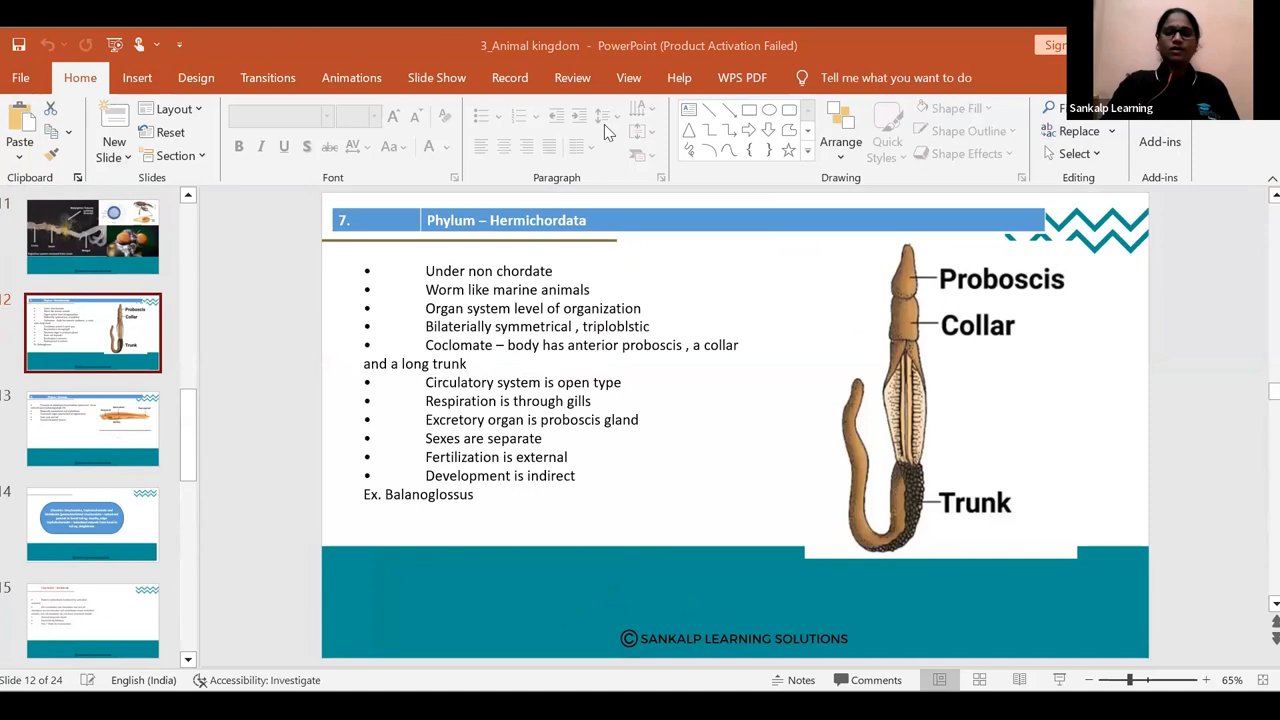 3_Animal kingdom - PowerPoint (Product Activation Failed)
Sankalp Learning
File Home Insert Design Transitions Animations Slide Show Record Review View Help WPS PDF Tell me what you want to do
Paste
New
Slide
Layout
Reset
Section
Arrange
Quick
Styles
Shape Fill
Shape Outline
Shape Effects
Replace
Select
Add-ins
Clipboard Slides Font Paragraph Drawing Editing Add-ins
11
12
13
14
15
7. Phylum – Hermichordata
• Under non chordate
• Worm like marine animals
• Organ system level of organization
• Bilaterially symmetrical , triploblstic
• Coclomate – body has anterior proboscis , a collar
and a long trunk
• Circulatory system is open type
• Respiration is through gills
• Excretory organ is proboscis gland
• Sexes are separate
• Fertilization is external
• Development is indirect
Ex. Balanoglossus
Proboscis
Collar
Trunk
© SANKALP LEARNING SOLUTIONS
Slide 12 of 24 English (India) Accessibility: Investigate Notes Comments 65%